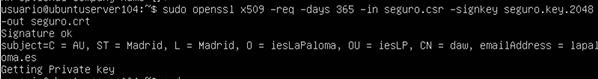 usuario@ubuntuserver104:~$ sudo openssl x509 -req -days 365 -in seguro.csr -signkey seguro.key.2048
-out seguro.crt
Signature ok
subject=C = AU, ST = Madrid, L = Madrid, O = iesLaPaloma, OU = iesLP, CN = daw, emailAddress = lapal
oma.es
Getting Private key